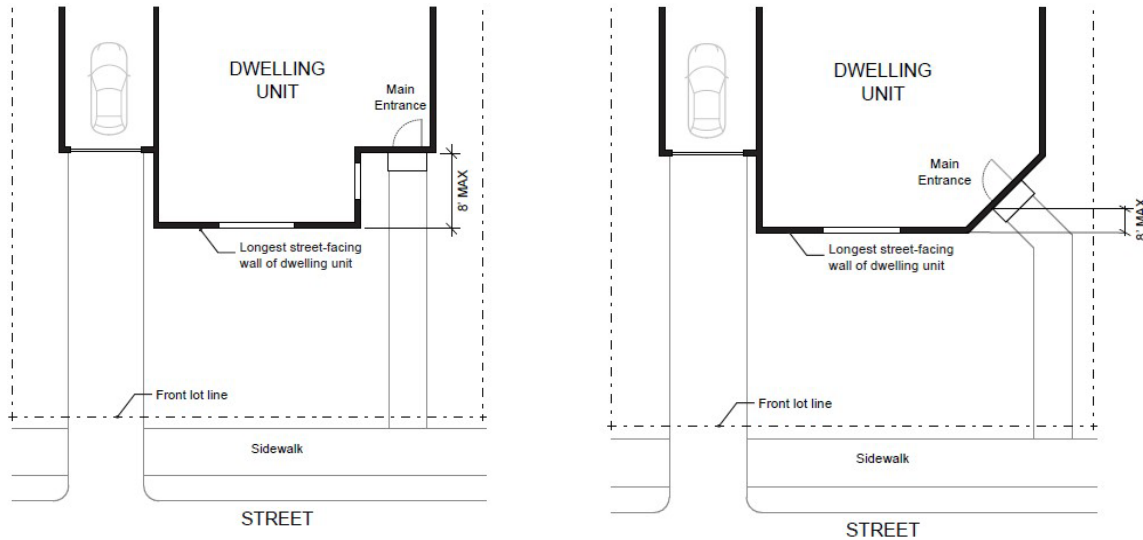 DWELLING
UNIT
Main
Entrance
8' MAX
Longest street-facing
wall of dwelling unit
Front lot line
Sidewalk
STREET
DWELLING
UNIT
Main
Entrance
8' MAX
Longest street-facing
wall of dwelling unit
Front lot line
Sidewalk
STREET